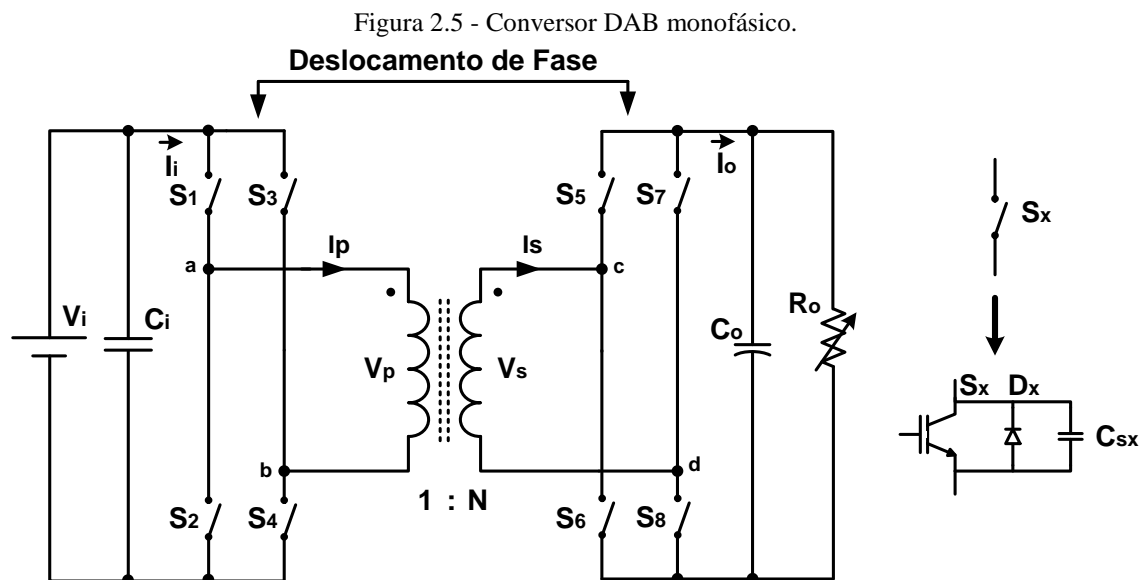 Figura 2.5 - Conversor DAB monofásico.
Deslocamento de Fase
Ii
Io
S1
S3
S5
S7
Sx
a
Ip
Is
c
Vi
Ci
Vp
Vs
Co
Ro
Sx
Dx
Csx
b
d
1 : N
S2
S4
S6
S8